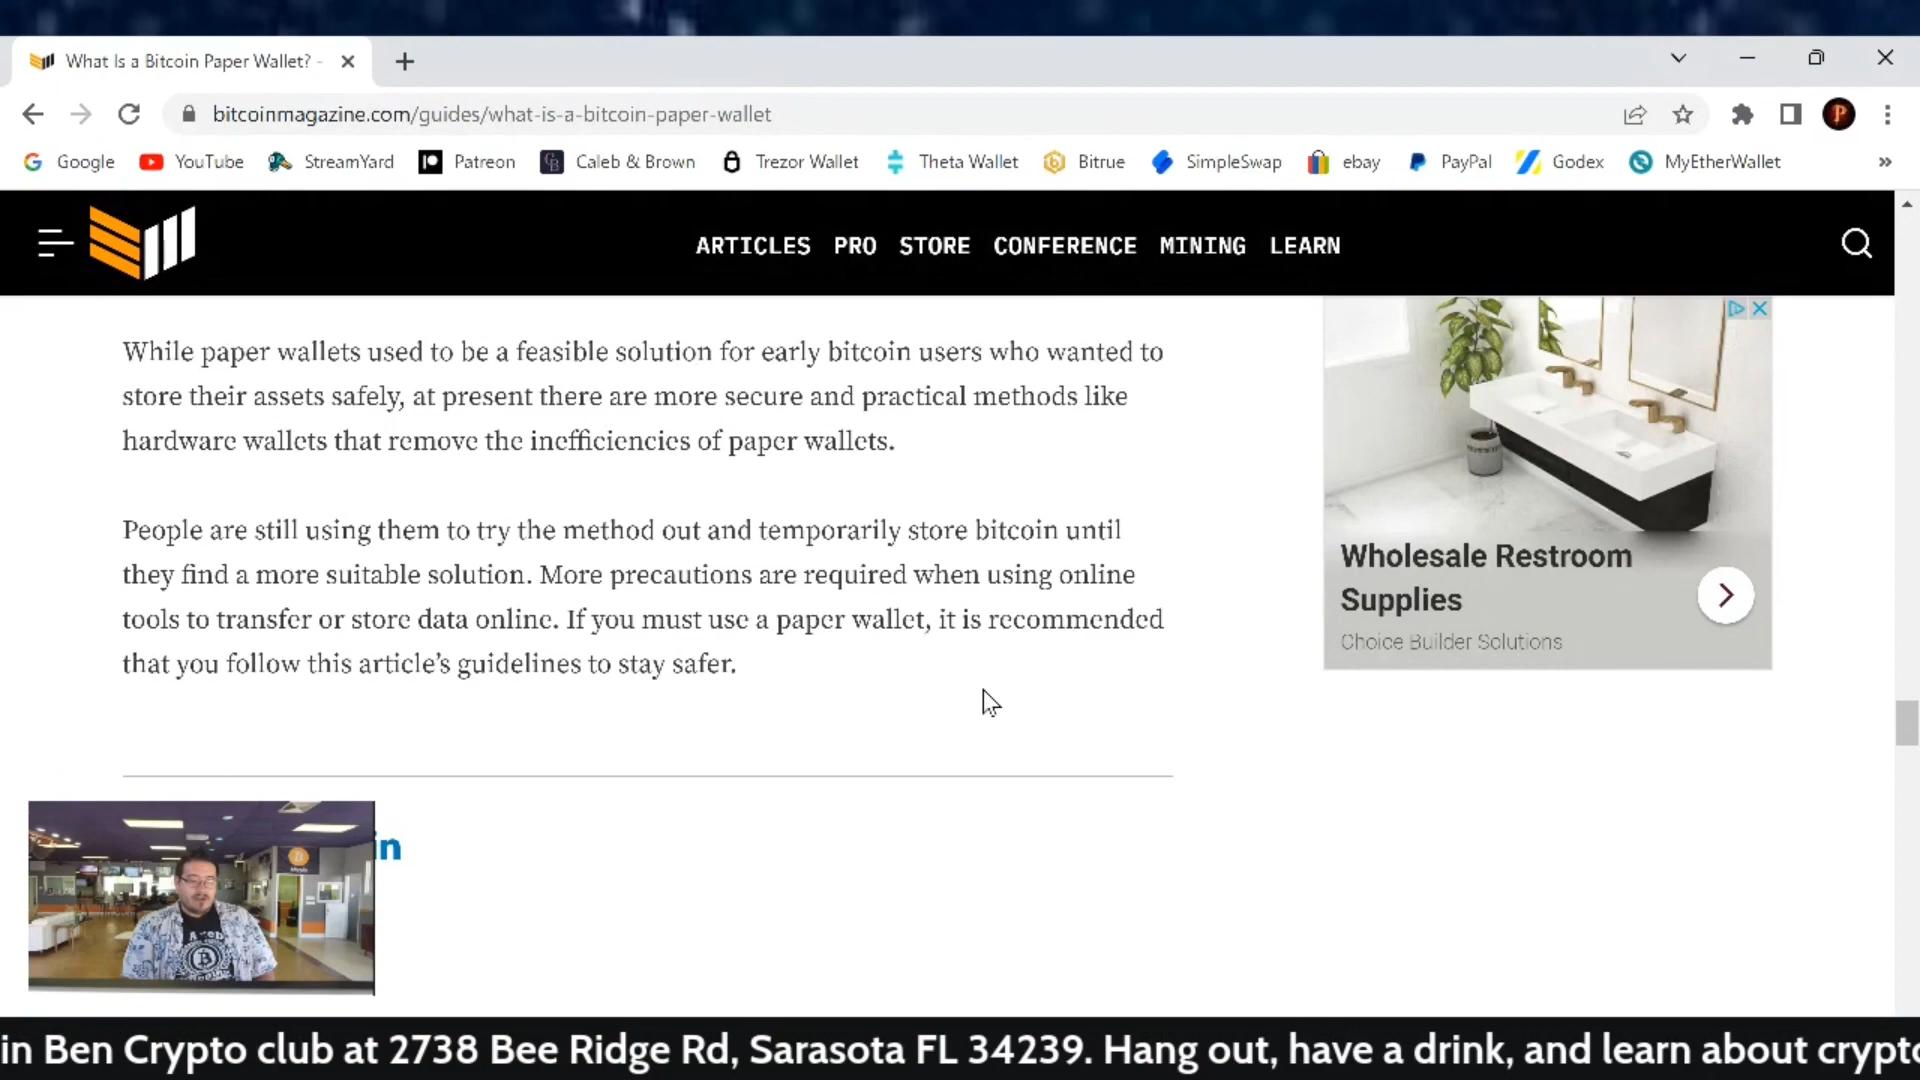 What Is a Bitcoin Paper Wallet? -
bitcoinmagazine.com/guides/what-is-a-bitcoin-paper-wallet
Google YouTube StreamYard Patreon Caleb & Brown Trezor Wallet Theta Wallet Bitrue SimpleSwap ebay PayPal Godex MyEtherWallet »
ARTICLES PRO STORE CONFERENCE MINING LEARN
While paper wallets used to be a feasible solution for early bitcoin users who wanted to
store their assets safely, at present there are more secure and practical methods like
hardware wallets that remove the inefficiencies of paper wallets.
People are still using them to try the method out and temporarily store bitcoin until
they find a more suitable solution. More precautions are required when using online
tools to transfer or store data online. If you must use a paper wallet, it is recommended
that you follow this article’s guidelines to stay safer.
Wholesale Restroom
Supplies
Choice Builder Solutions
in
in Ben Crypto club at 2738 Bee Ridge Rd, Sarasota FL 34239. Hang out, have a drink, and learn about crypto